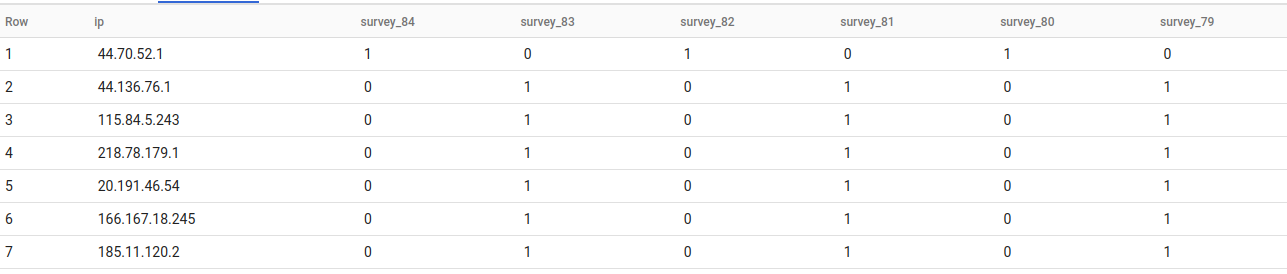 Row ip survey_84 survey_83 survey_82 survey_81 survey_80 survey_79
1 44.70.52.1 1 0 1 0 1 0
2 44.136.76.1 0 1 0 1 0 1
3 115.84.5.243 0 1 0 1 0 1
4 218.78.179.1 0 1 0 1 0 1
5 20.191.46.54 0 1 0 1 0 1
6 166.167.18.245 0 1 0 1 0 1
7 185.11.120.2 0 1 0 1 0 1